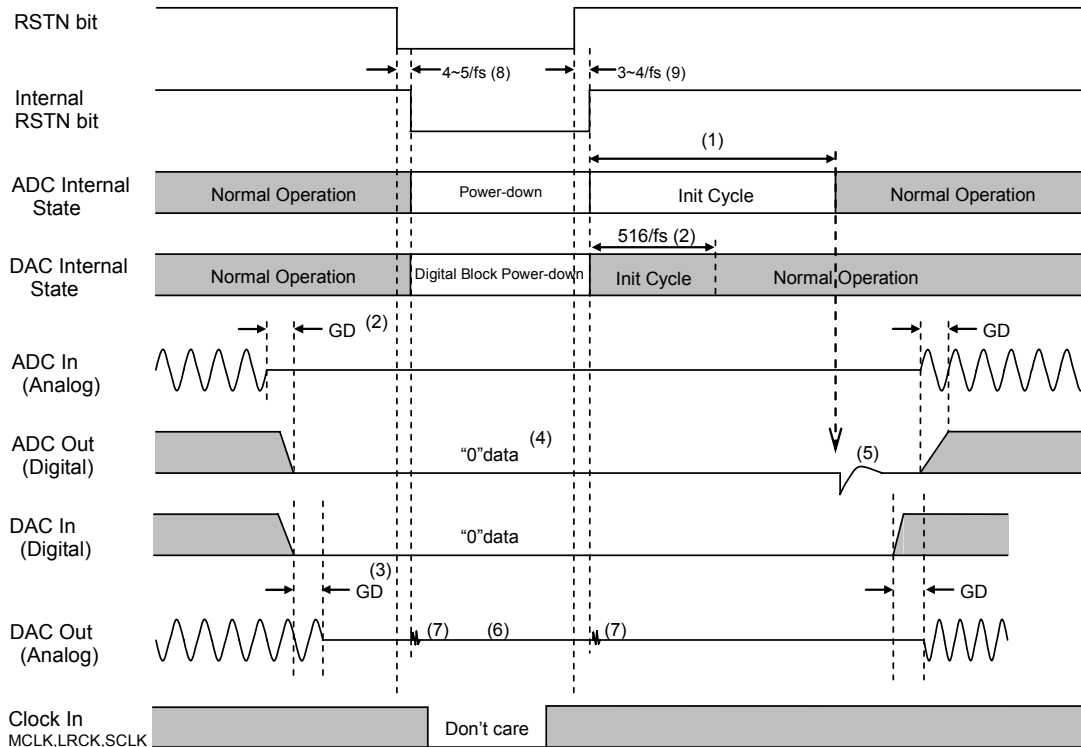 RSTN bit
4~5/fs (8)
3~4/fs (9)
Internal
RSTN bit
(1)
ADC Internal
State
Normal Operation
Power-down
Init Cycle
Normal Operation
516/fs (2)
DAC Internal
State
Normal Operation
Digital Block Power-down
Init Cycle
Normal Operation
GD (2)
GD
ADC In
(Analog)
ADC Out
(Digital)
“0”data (4)
(5)
DAC In
(Digital)
“0”data
(3)
GD
GD
DAC Out
(Analog)
(7)
(6)
(7)
Clock In
MCLK,LRCK,SCLK
Don’t care